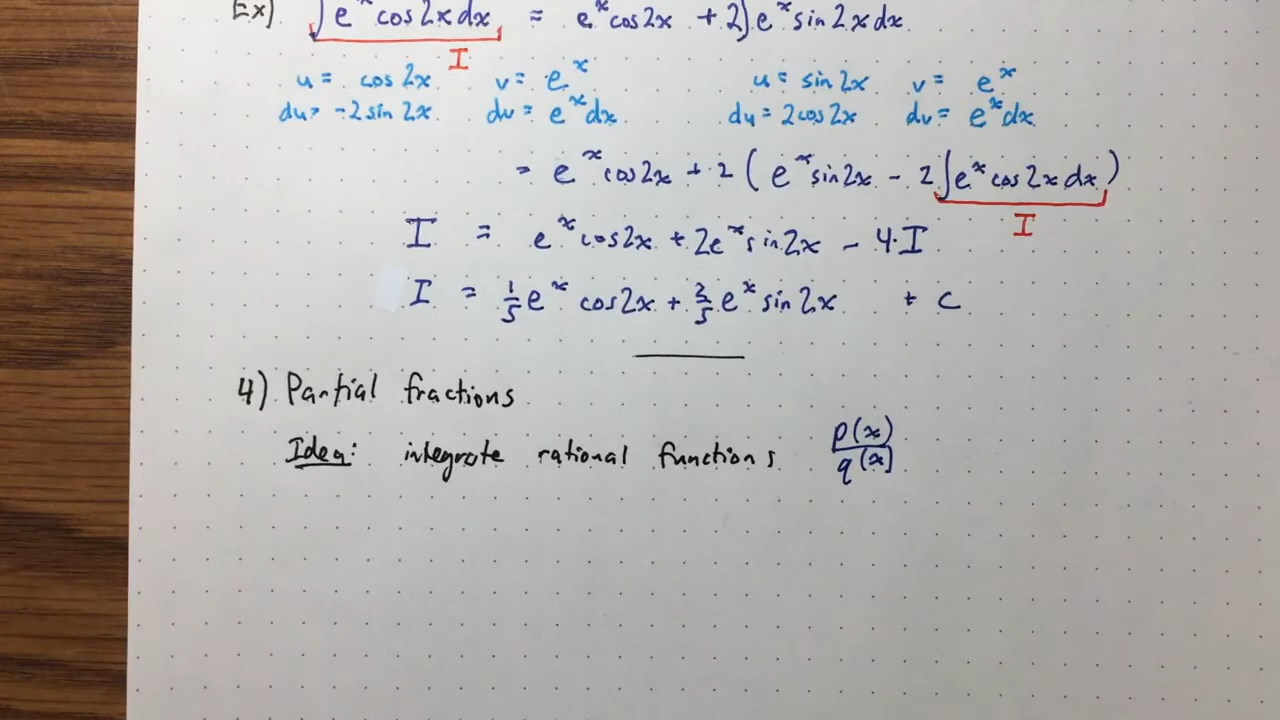 Ex) ∫e^x cos 2x dx = e^x cos 2x + 2∫e^x sin 2x dx
I
u = cos 2x v = e^x u = sin 2x v = e^x
du = -2 sin 2x dv = e^x dx du = 2 cos 2x dv = e^x dx
= e^x cos 2x + 2 (e^x sin 2x - 2∫e^x cos 2x dx)
I
I = e^x cos 2x + 2e^x sin 2x - 4·I
I = 1/5 e^x cos 2x + 2/5 e^x sin 2x + C
4) Partial fractions
Idea: integrate rational functions p(x)/q(x)